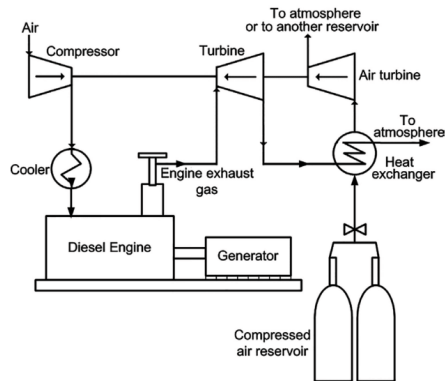 Air
Compressor
Turbine
To atmosphere
or to another reservoir
Air turbine
To
atmosphere
Heat
exchanger
Cooler
Engine exhaust
gas
Diesel Engine
Generator
Compressed
air reservoir